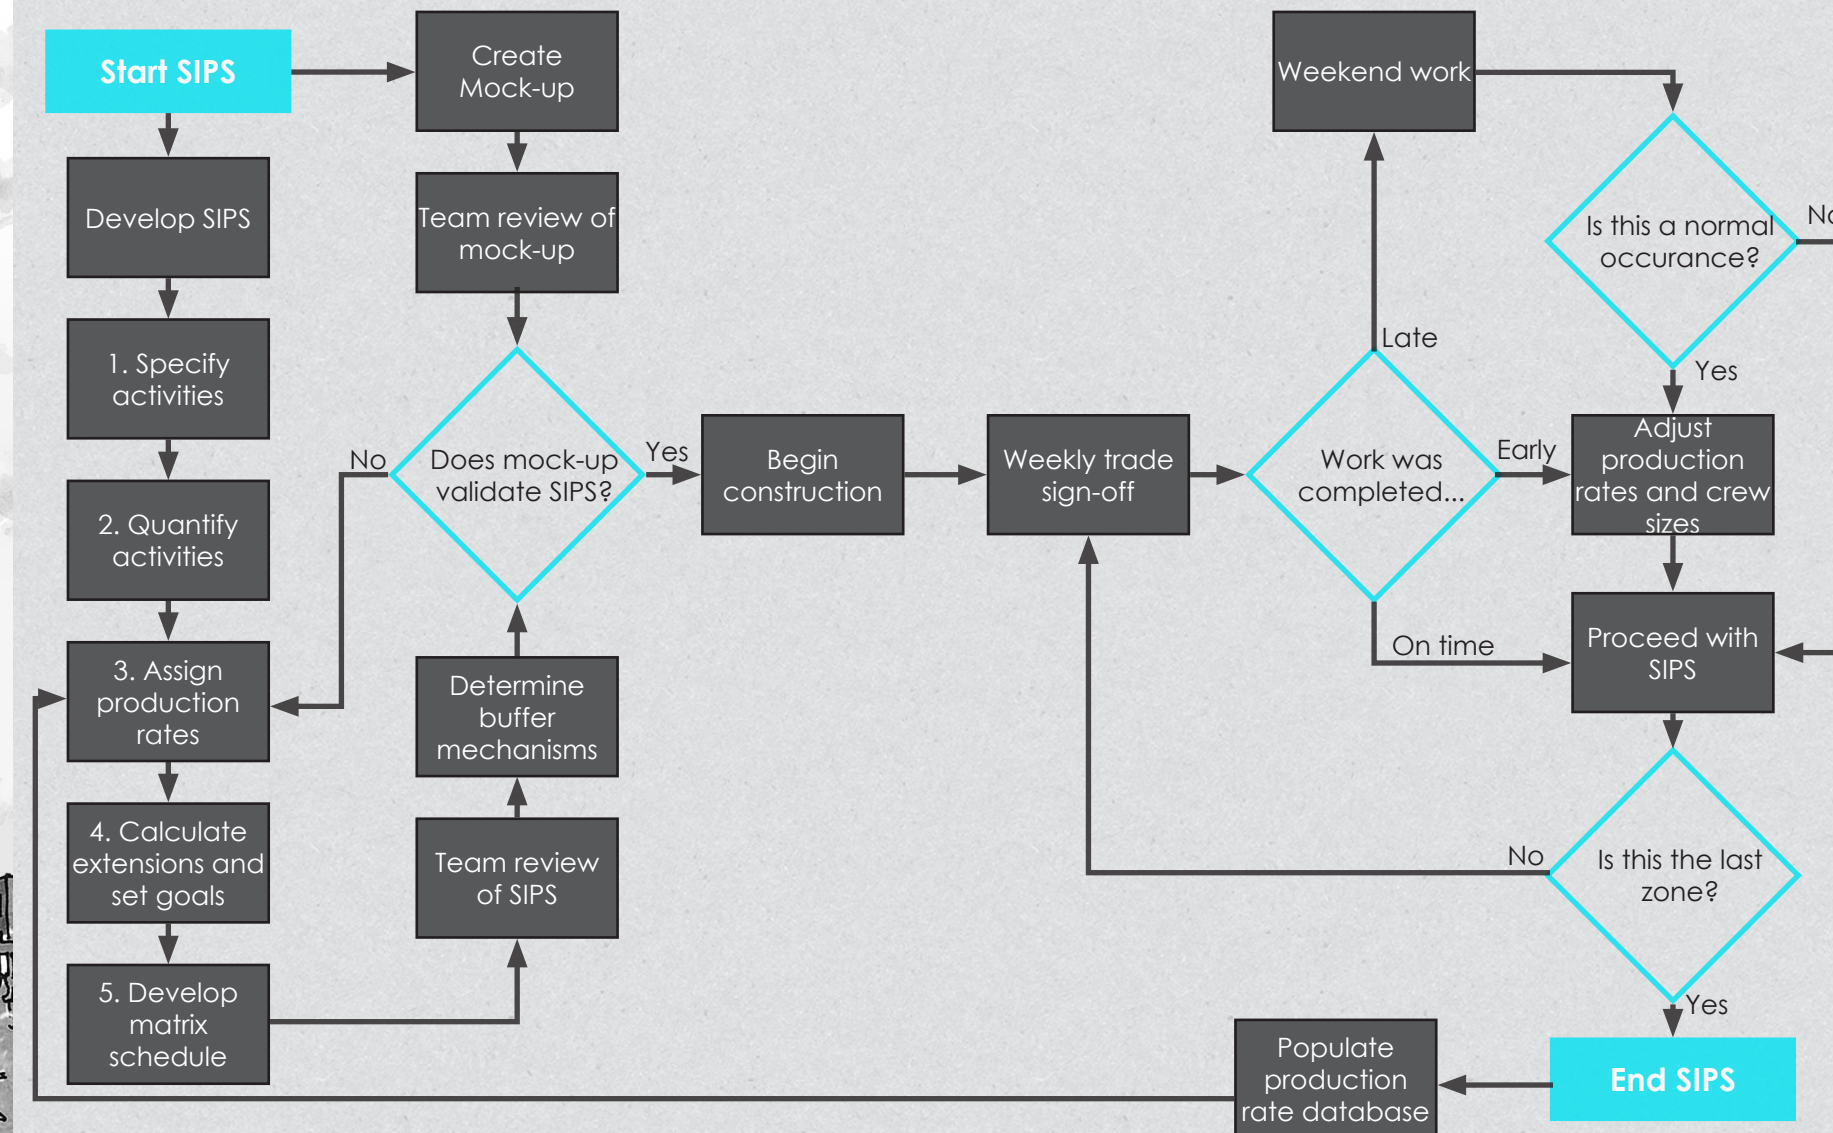 Start SIPS
Develop SIPS
1. Specify
activities
2. Quantify
activities
3. Assign
production
rates
4. Calculate
extensions and
set goals
5. Develop
matrix
schedule
Create
Mock-up
Team review of
mock-up
Does mock-up
validate SIPS?
No
Yes
Determine
buffer
mechanisms
Team review
of SIPS
Begin
construction
Weekly trade
sign-off
Work was
completed...
Late
Early
On time
Weekend work
Is this a normal
occurance?
No
Yes
Adjust
production
rates and crew
sizes
Proceed with
SIPS
Is this the last
zone?
No
Yes
End SIPS
Populate
production
rate database